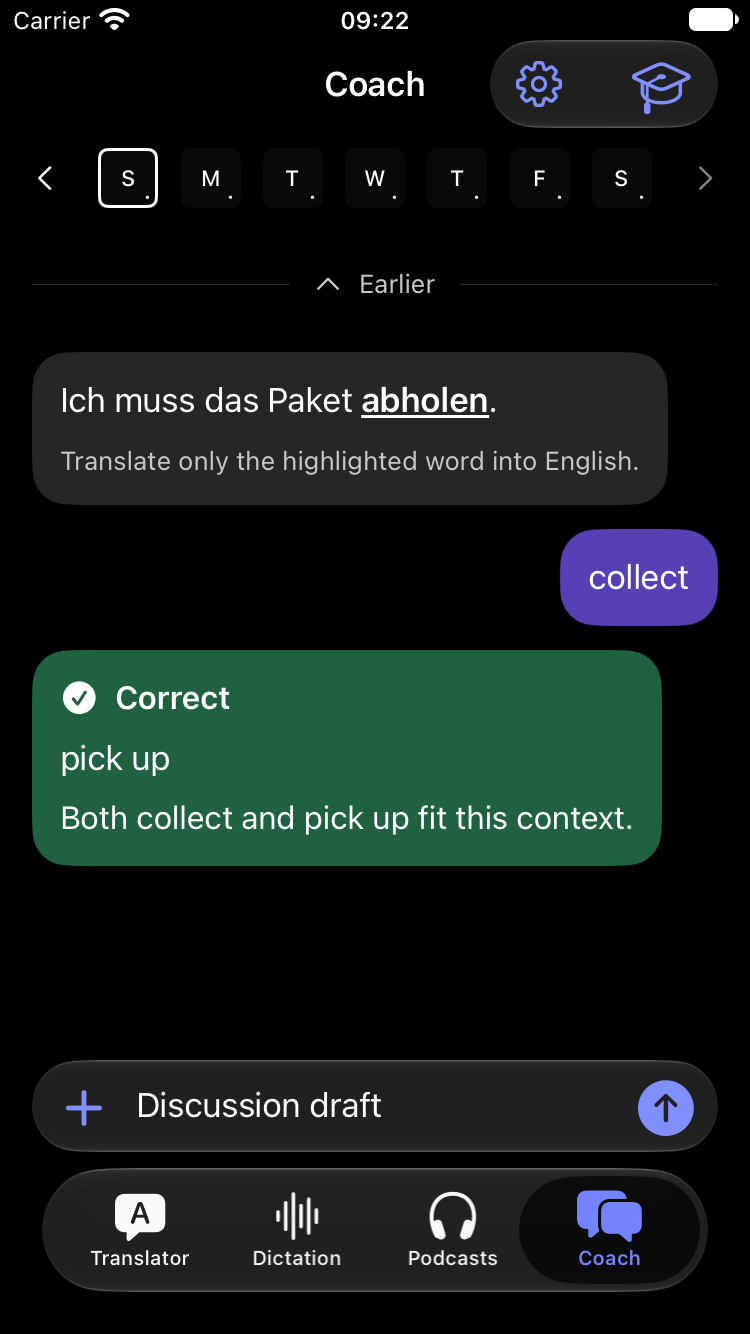 Carrier 09:22
Coach
S M T W T F S
Earlier
Ich muss das Paket abholen.
Translate only the highlighted word into English.
collect
Correct
pick up
Both collect and pick up fit this context.
Discussion draft
A
Translator Dictation Podcasts Coach